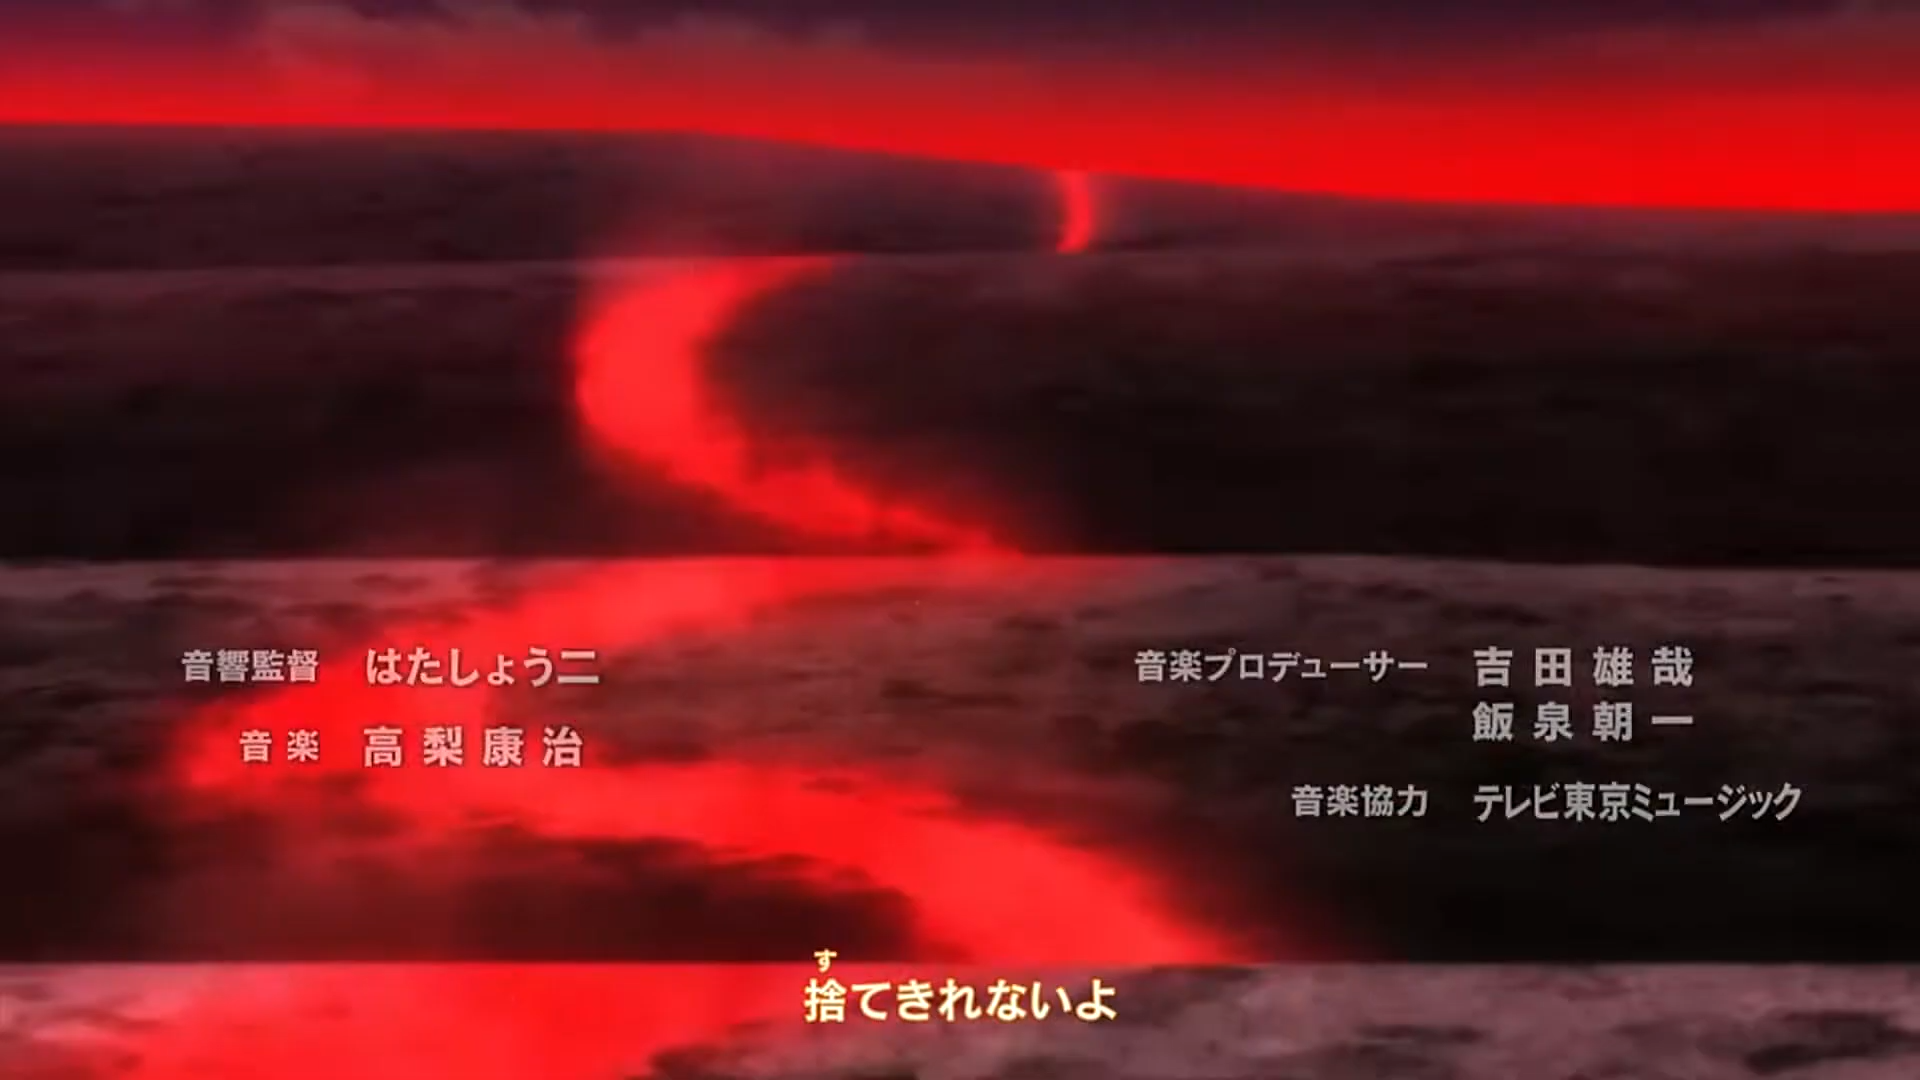 音響監督　はたしょう二
音楽　高梨康治
音楽プロデューサー　吉田雄哉
飯泉朝一
音楽協力　テレビ東京ミュージック
す
捨てきれないよ